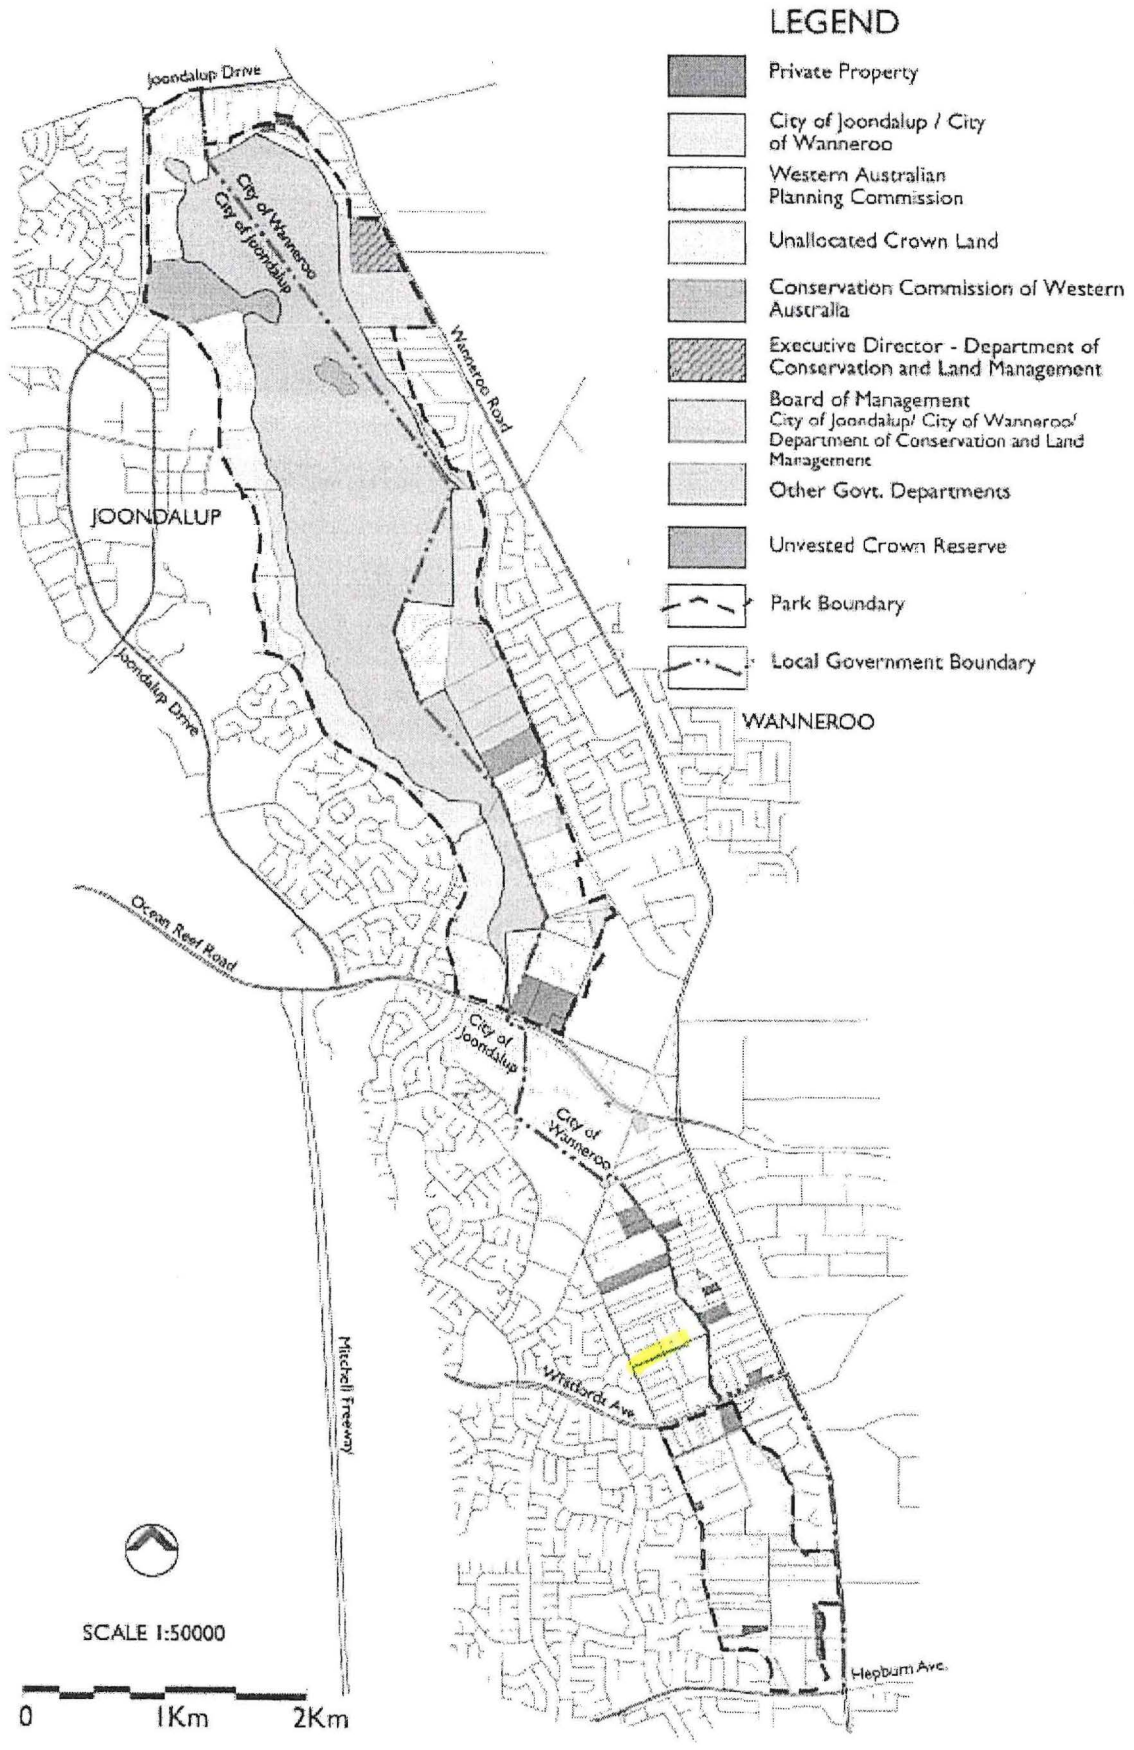 LEGEND
Private Property
City of Joondalup / City
of Wanneroo
Western Australian
Planning Commission
Unallocated Crown Land
Conservation Commission of Western
Australia
Executive Director - Department of
Conservation and Land Management
Board of Management
City of Joondalup/ City of Wanneroo/
Department of Conservation and Land
Management
Other Govt. Departments
Unvested Crown Reserve
Park Boundary
Local Government Boundary
Joondalup Drive
City of Wanneroo
City of Joondalup
Wanneroo Road
JOONDALUP
Joondalup Drive
WANNEROO
Ocean Reef Road
City of
Joondalup
City of
Wanneroo
Mitchell Freeway
Whitfords Ave.
Hepburn Ave.
SCALE 1:50000
0 1Km 2Km